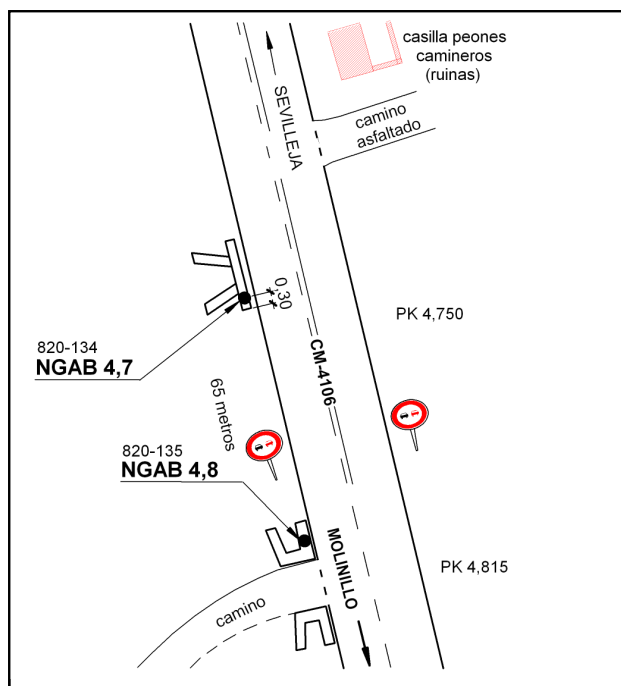 casilla peones
camineros
(ruinas)
SEVILLEJA
camino
asfaltado
0,30
PK 4,750
820-134
NGAB 4,7
CM-4106
65 metros
820-135
NGAB 4,8
MOLINILLO
PK 4,815
camino